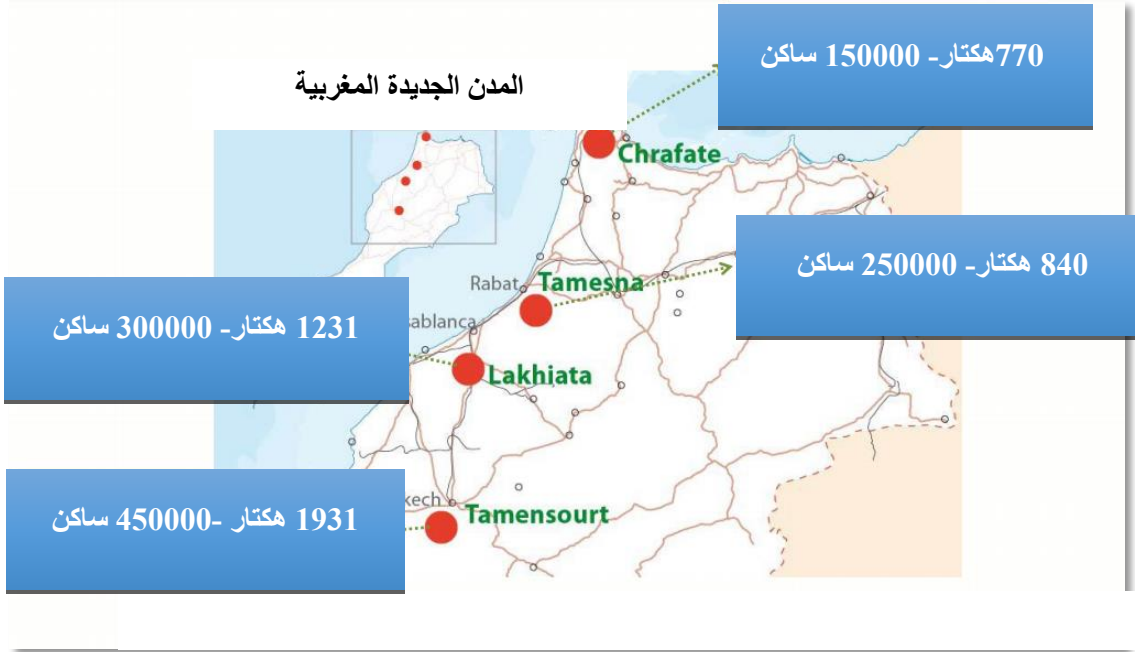 770هكتار- 150000 ساكن
المدن الجديدة المغربية
Chrafate
840 هكتار- 250000 ساكن
Rabat
Tamesna
1231 هكتار- 300000 ساكن
ablanca
Lakhiata
1931 هكتار -450000 ساكن
kech
Tamensourt